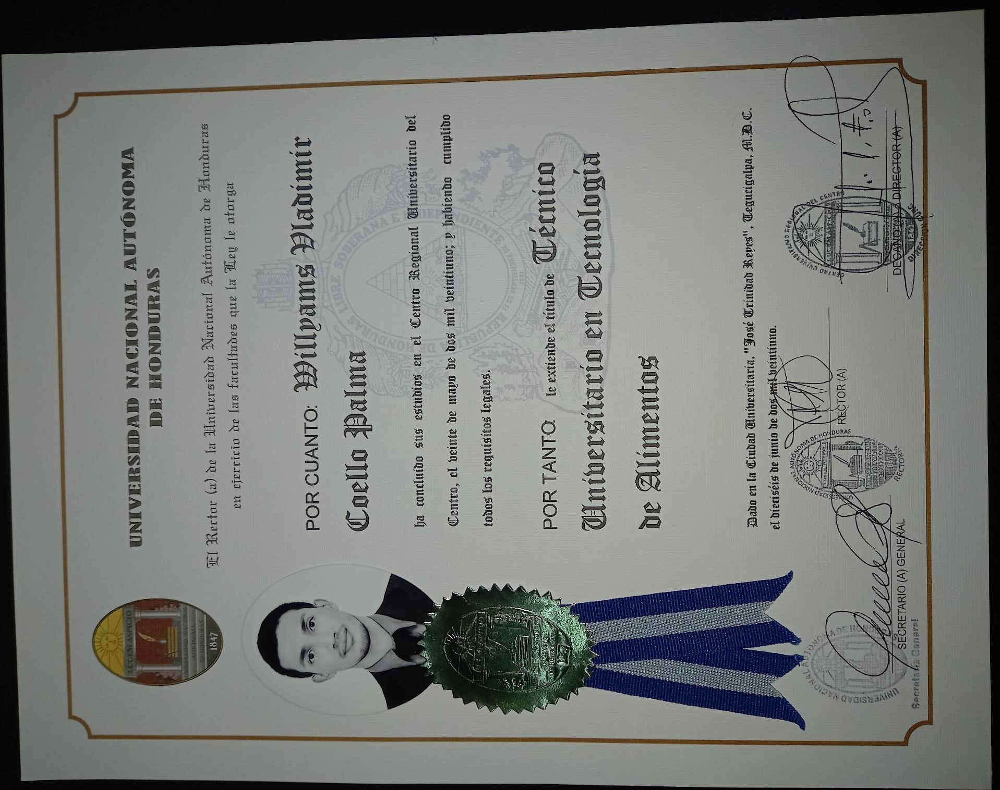 UNIVERSIDAD NACIONAL AUTÓNOMA
DE HONDURAS
El Rector (a) de la Universidad Nacional Autónoma de Honduras
en ejercicio de las facultades que la Ley le otorga
POR CUANTO: Willyams Vladimir
Coello Palma
ha concluido sus estudios en el Centro Regional Universitario del
Centro, el veinte de mayo de dos mil veintiuno; y habiendo cumplido
todos los requisitos legales.
POR TANTO: le extiende el título de Técnico
Universitario en Tecnología
de Alimentos
Dado en la Ciudad Universitaria, "José Trinidad Reyes", Tegucigalpa, M.D.C.
el dieciséis de junio de dos mil veintiuno.
SECRETARIO (A) GENERAL
RECTOR (A)
DECANO (A) O DIRECTOR (A)
LUCEM ASPICIO
UNIVERSIDAD NACIONAL
AUTÓNOMA
DE HONDURAS
1847
REPUBLICA DE HONDURAS LIBRE SOBERANA E INDEPENDIENTE 15 DE SEPTIEMBRE DE 1821
UNIVERSIDAD NACIONAL AUTÓNOMA DE HONDURAS
Secretaría General
UNIVERSIDAD NACIONAL AUTÓNOMA DE HONDURAS
RECTORIA
CENTRO UNIVERSITARIO REGIONAL DEL CENTRO
LUCEM ASPICIO